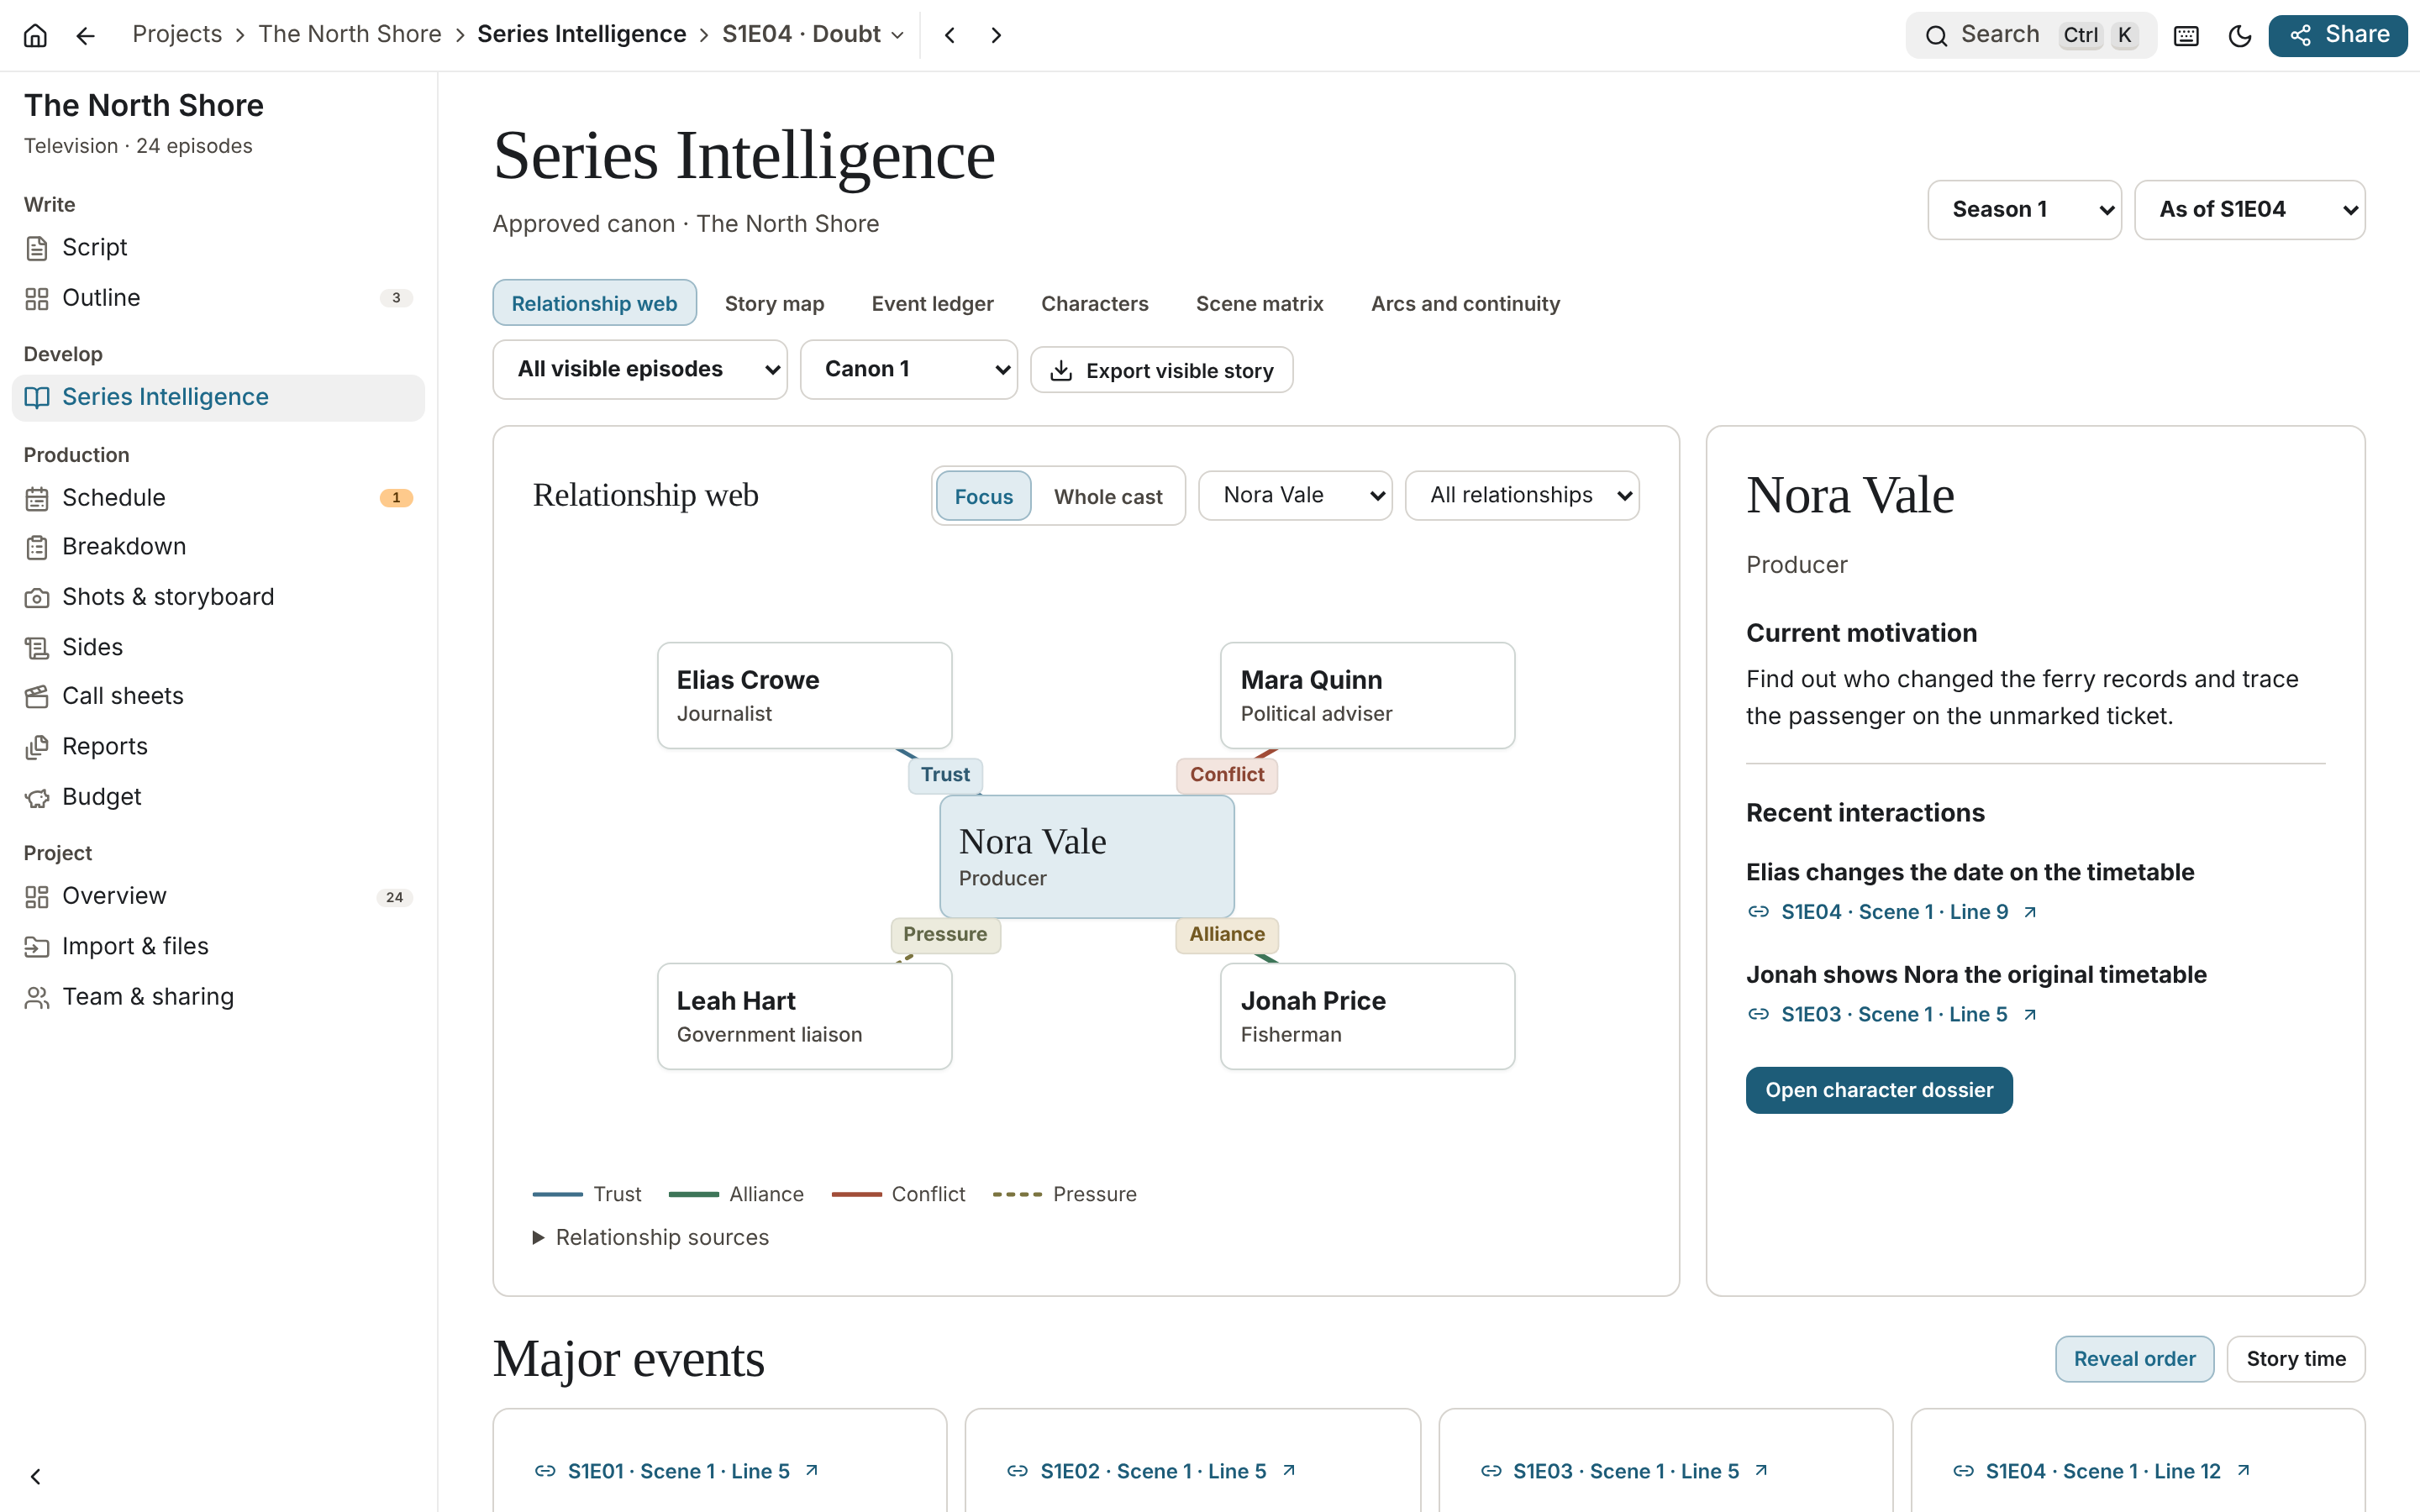 Projects
The North Shore
Series Intelligence
S1E04 · Doubt
Search
Ctrl
K
Share
The North Shore
Television · 24 episodes
Write
Script
Outline
3
Develop
Series Intelligence
Production
Schedule
1
Breakdown
Shots & storyboard
Sides
Call sheets
Reports
Budget
Project
Overview
24
Import & files
Team & sharing
Series Intelligence
Approved canon · The North Shore
Season 1
As of S1E04
Relationship web
Story map
Event ledger
Characters
Scene matrix
Arcs and continuity
All visible episodes
Canon 1
Export visible story
Relationship web
Focus
Whole cast
Nora Vale
All relationships
Elias Crowe
Journalist
Mara Quinn
Political adviser
Trust
Conflict
Nora Vale
Producer
Pressure
Alliance
Leah Hart
Government liaison
Jonah Price
Fisherman
Trust
Alliance
Conflict
Pressure
Relationship sources
Nora Vale
Producer
Current motivation
Find out who changed the ferry records and trace
the passenger on the unmarked ticket.
Recent interactions
Elias changes the date on the timetable
S1E04 · Scene 1 · Line 9
Jonah shows Nora the original timetable
S1E03 · Scene 1 · Line 5
Open character dossier
Major events
Reveal order
Story time
S1E01 · Scene 1 · Line 5
S1E02 · Scene 1 · Line 5
S1E03 · Scene 1 · Line 5
S1E04 · Scene 1 · Line 12